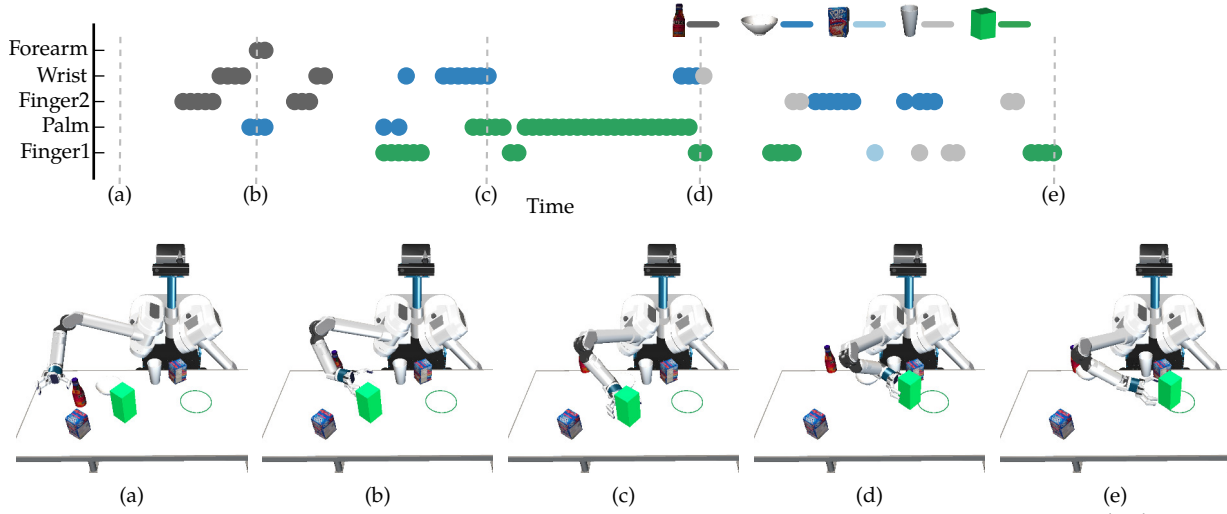 Forearm
Wrist
Finger2
Palm
Finger1
(a) (b) (c) (d) (e)
Time
(a) (b) (c) (d) (e)